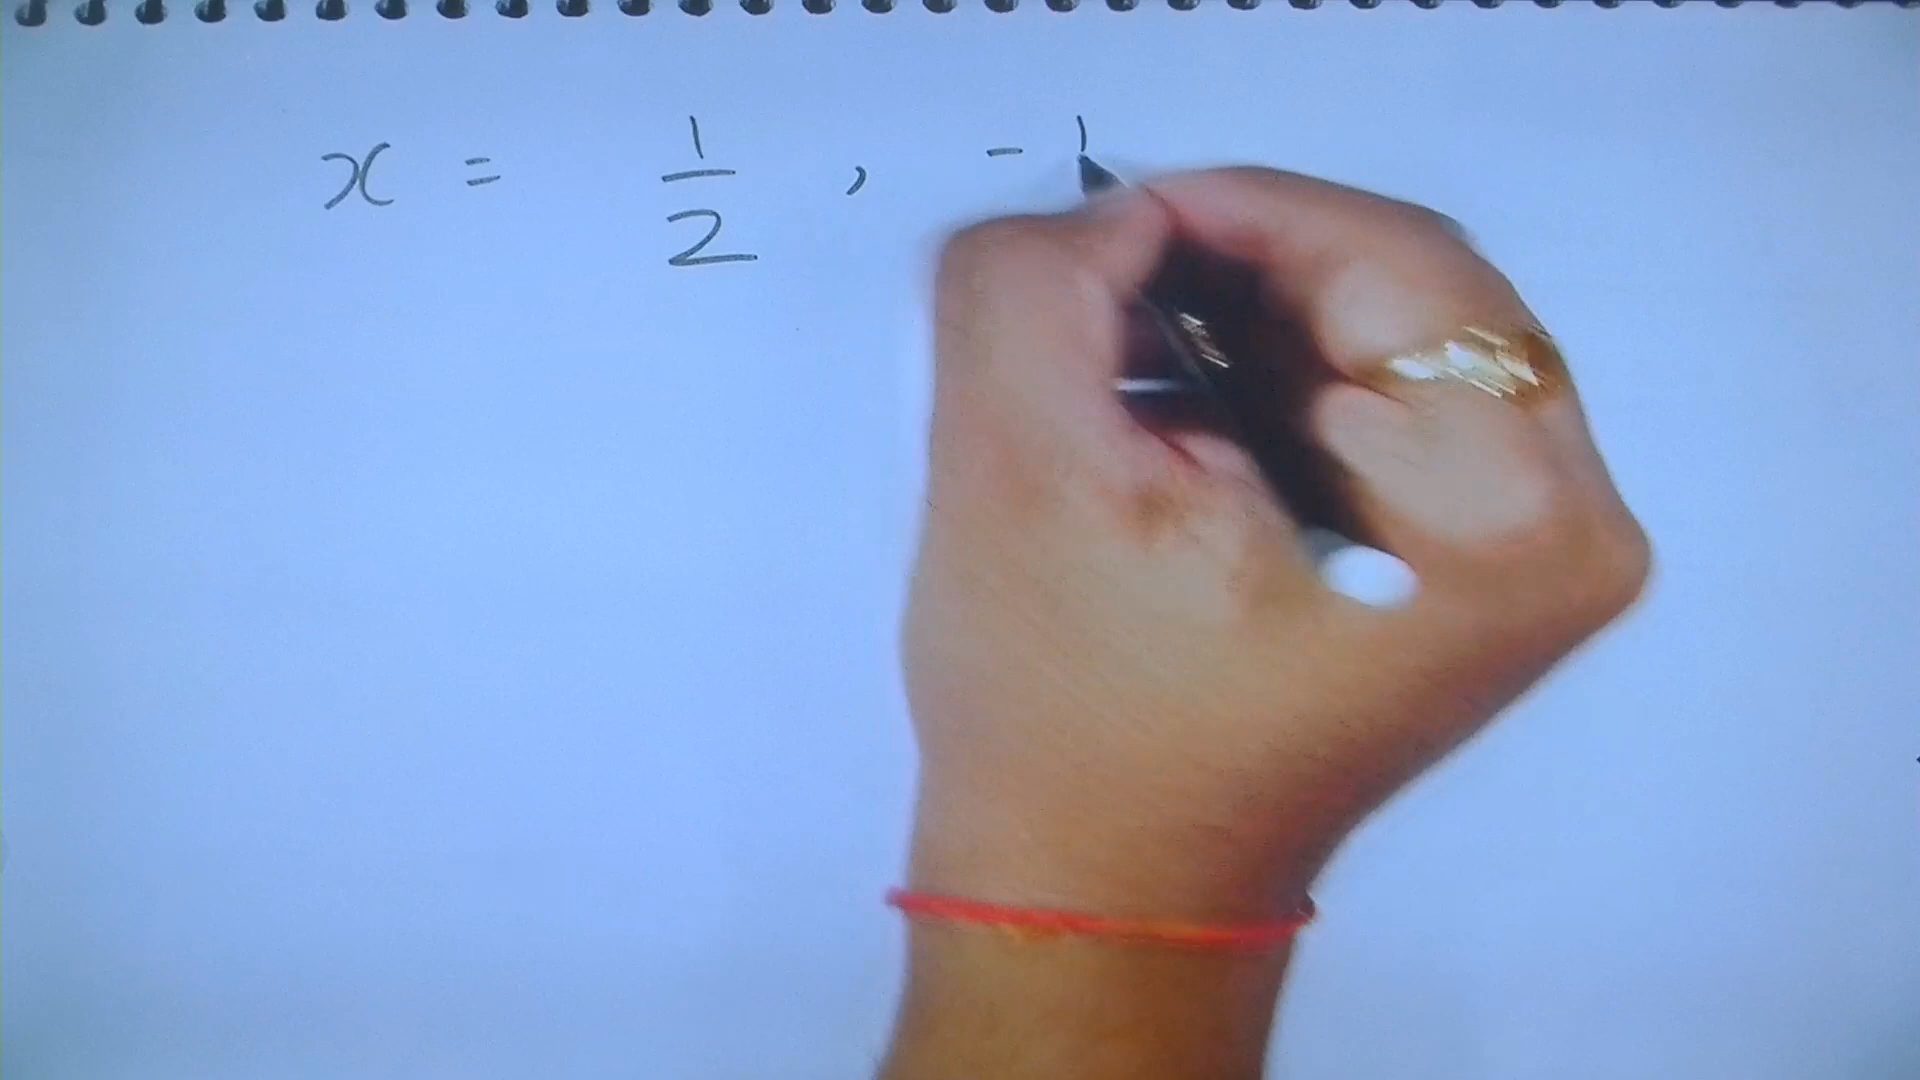 x = 1/2 , - 1